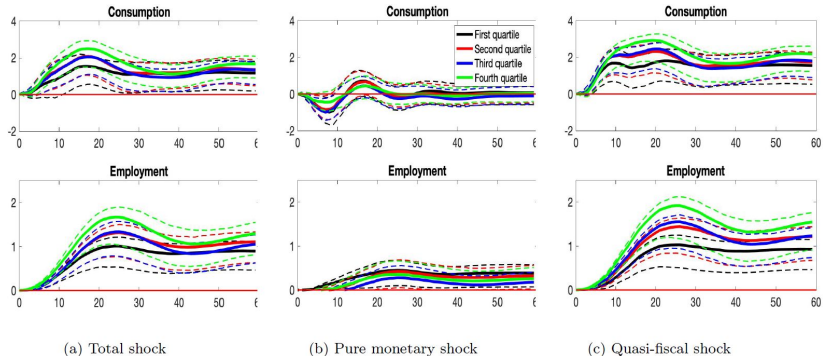 Consumption
4
2
0
-2
0 10 20 30 40 50 60
Employment
2
1
0
0 10 20 30 40 50 6
(a) Total shock
Consumption
First quartile
Second quartile
Third quartile
Fourth quartile
4
2
0
-2
0 10 20 30 40 50 60
Employment
2
1
0
0 10 20 30 40 50 6
(b) Pure monetary shock
Consumption
4
2
0
-2
0 10 20 30 40 50 60
Employment
2
1
0
0 10 20 30 40 50 60
(c) Quasi-fiscal shock